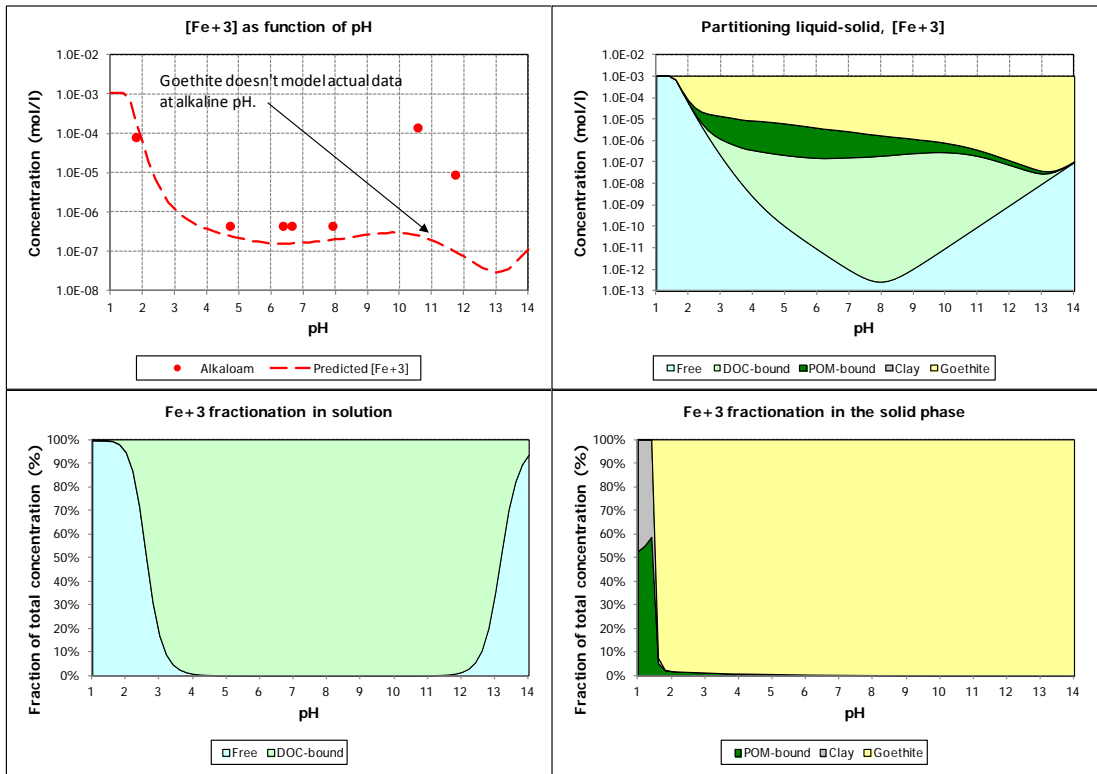 [Fe+3] as function of pH
Concentration (mol/l)
1.0E-02
1.0E-03
1.0E-04
1.0E-05
1.0E-06
1.0E-07
1.0E-08
Goethite doesn't model actual data
at alkaline pH.
1 2 3 4 5 6 7 8 9 10 11 12 13 14
pH
Alkaloam Predicted [Fe+3]
Partitioning liquid-solid, [Fe+3]
Concentration (mol/l)
1.0E-02
1.0E-03
1.0E-04
1.0E-05
1.0E-06
1.0E-07
1.0E-08
1.0E-09
1.0E-10
1.0E-11
1.0E-12
1.0E-13
1 2 3 4 5 6 7 8 9 10 11 12 13 14
pH
Free DOC-bound POM-bound Clay Goethite
Fe+3 fractionation in solution
Fraction of total concentration (%)
100%
90%
80%
70%
60%
50%
40%
30%
20%
10%
0%
1 2 3 4 5 6 7 8 9 10 11 12 13 14
pH
Free DOC-bound
Fe+3 fractionation in the solid phase
Fraction of total concentration (%)
100%
90%
80%
70%
60%
50%
40%
30%
20%
10%
0%
1 2 3 4 5 6 7 8 9 10 11 12 13 14
pH
POM-bound Clay Goethite